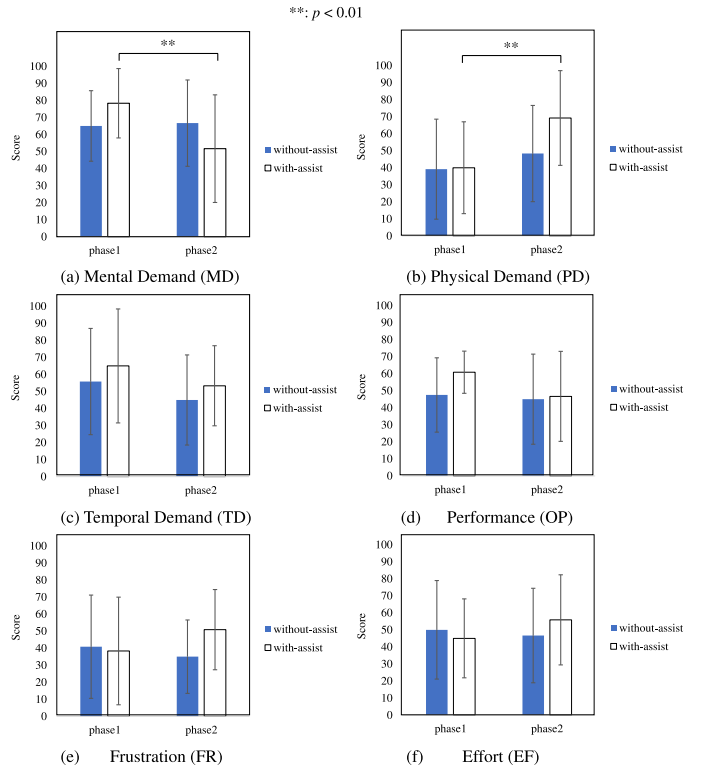 **: p < 0.01
**
100
90
80
70
60
50
40
30
20
10
0
Score
phase1
phase2
without-assist
with-assist
(a) Mental Demand (MD)
**
100
90
80
70
60
50
40
30
20
10
0
Score
phase1
phase2
without-assist
with-assist
(b) Physical Demand (PD)
100
90
80
70
60
50
40
30
20
10
0
Score
phase1
phase2
without-assist
with-assist
(c) Temporal Demand (TD)
100
90
80
70
60
50
40
30
20
10
0
Score
phase1
phase2
without-assist
with-assist
(d) Performance (OP)
100
90
80
70
60
50
40
30
20
10
0
Score
phase1
phase2
without-assist
with-assist
(e) Frustration (FR)
100
90
80
70
60
50
40
30
20
10
0
Score
phase1
phase2
without-assist
with-assist
(f) Effort (EF)